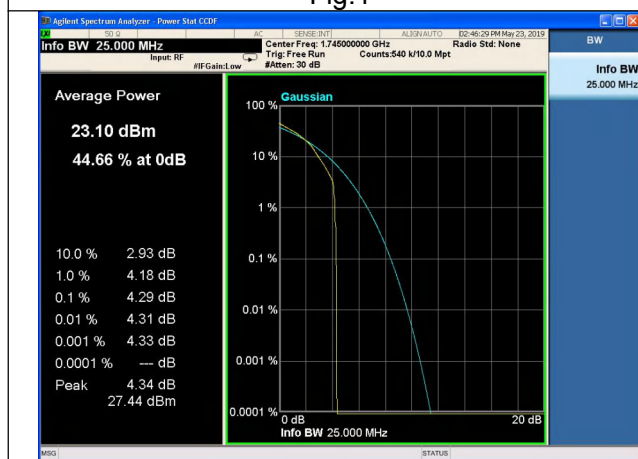 Fig.1
Agilent Spectrum Analyzer - Power Stat CCDF
50 Ω AC SENSE:INT ALIGNAUTO 02:46:29 PM May 23, 2019
Info BW 25.000 MHz
Center Freq: 1.745000000 GHz Radio Std: None
Input: RF Trig: Free Run Counts:540 k/10.0 Mpt
#IFGain:Low #Atten: 30 dB
BW
Info BW
25.000 MHz
Average Power
23.10 dBm
44.66 % at 0dB
10.0 % 2.93 dB
1.0 % 4.18 dB
0.1 % 4.29 dB
0.01 % 4.31 dB
0.001 % 4.33 dB
0.0001 % --- dB
Peak 4.34 dB
27.44 dBm
Gaussian
100 %
10 %
1 %
0.1 %
0.01 %
0.001 %
0.0001 %
0 dB 20 dB
Info BW 25.000 MHz
MSG STATUS